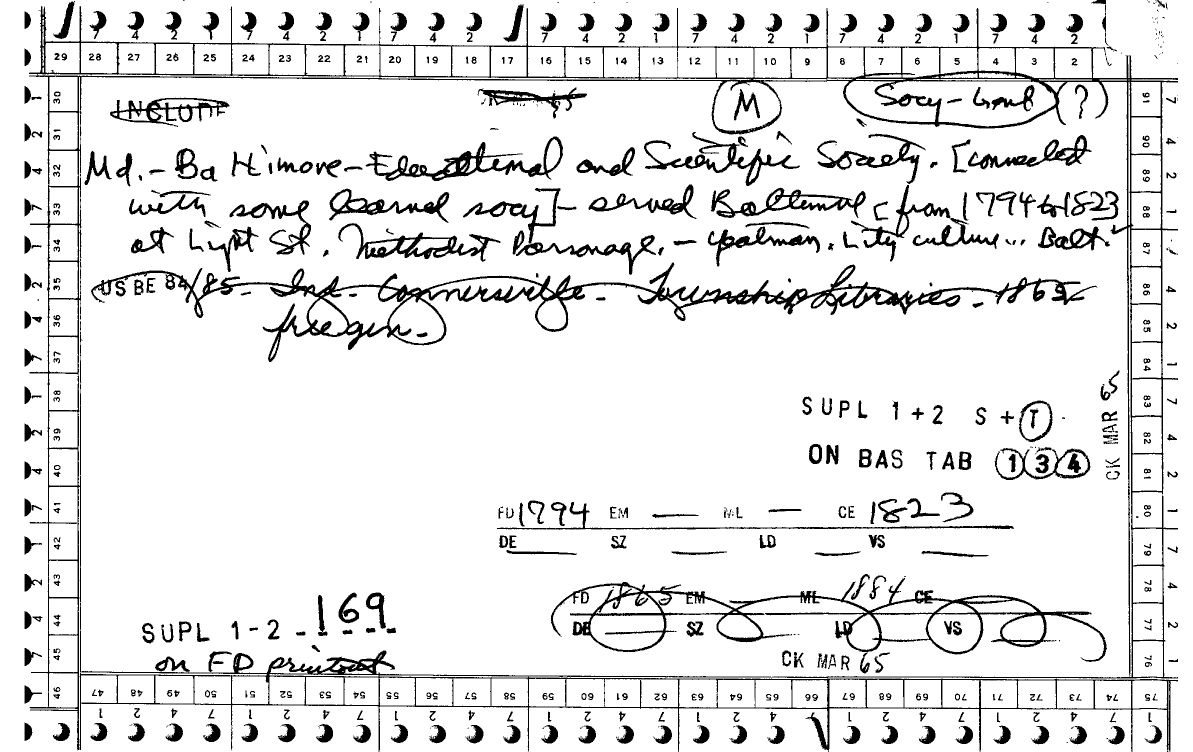 7 4 2 1 7 4 2 1 7 4 2 1 7 4 2 1 7 4 2 1 7 4 2
29 28 27 26 25 24 23 22 21 20 19 18 17 16 15 14 13 12 11 10 9 8 7 6 5 4 3 2
INCLUDE M Socy- (?)
Md. - Baltimore - Educational and Scientific Society. [connected
with some learned socy] - served Baltimore [from 1794 to 1823
at Light St. Methodist Parsonage. - Yoatman. City culture... Balt.
US BE 84/85. Ind. Connersville. Township Libraries. 1865
free gen.
SUPL 1+2 S + T
ON BAS TAB 1 3 4
CK MAR 65
FD 1794 EM — ML — CE 1823
DE SZ LD VS
FD 1865 EM ML 1884 CE
DE SZ LD VS
SUPL 1-2 - 169
on FD printout
CK MAR 65
30 31 32 33 34 35 36 37 38 39 40 41 42 43 44 45 46
91 90 89 88 87 86 85 84 83 82 81 80 79 78 77 76 75
47 48 49 50 51 52 53 54 55 56 57 58 59 60 61 62 63 64 65 66 67 68 69 70 71 72 73 74
1 2 4 7 1 2 4 7 1 2 4 7 1 2 4 7 1 2 4 7 1 2 4 7 1 2 4 7 1